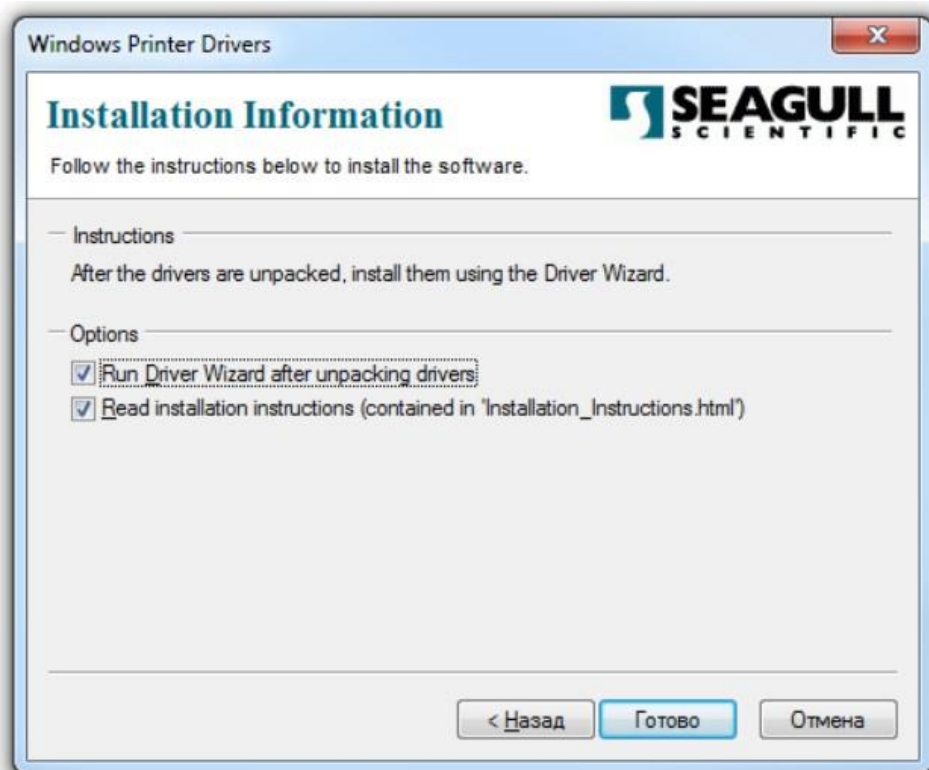 Windows Printer Drivers
Installation Information
SEAGULL
SCIENTIFIC
Follow the instructions below to install the software.
Instructions
After the drivers are unpacked, install them using the Driver Wizard.
Options
Run Driver Wizard after unpacking drivers
Read installation instructions (contained in 'Installation_Instructions.html')
< Назад Готово Отмена